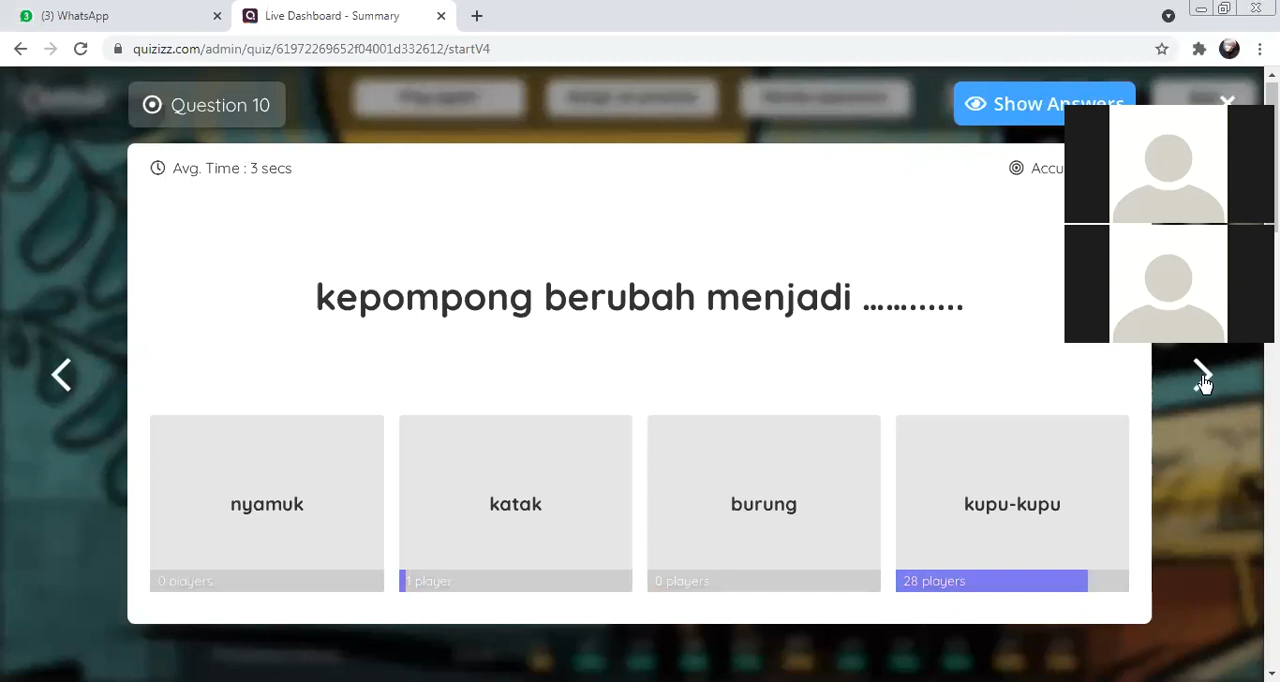 (3) WhatsApp
Live Dashboard - Summary
quizizz.com/admin/quiz/61972269652f04001d332612/startV4
Question 10
Show Answers
Avg. Time : 3 secs
Accu
kepompong berubah menjadi ............
nyamuk
katak
burung
kupu-kupu
0 players
1 player
0 players
28 players